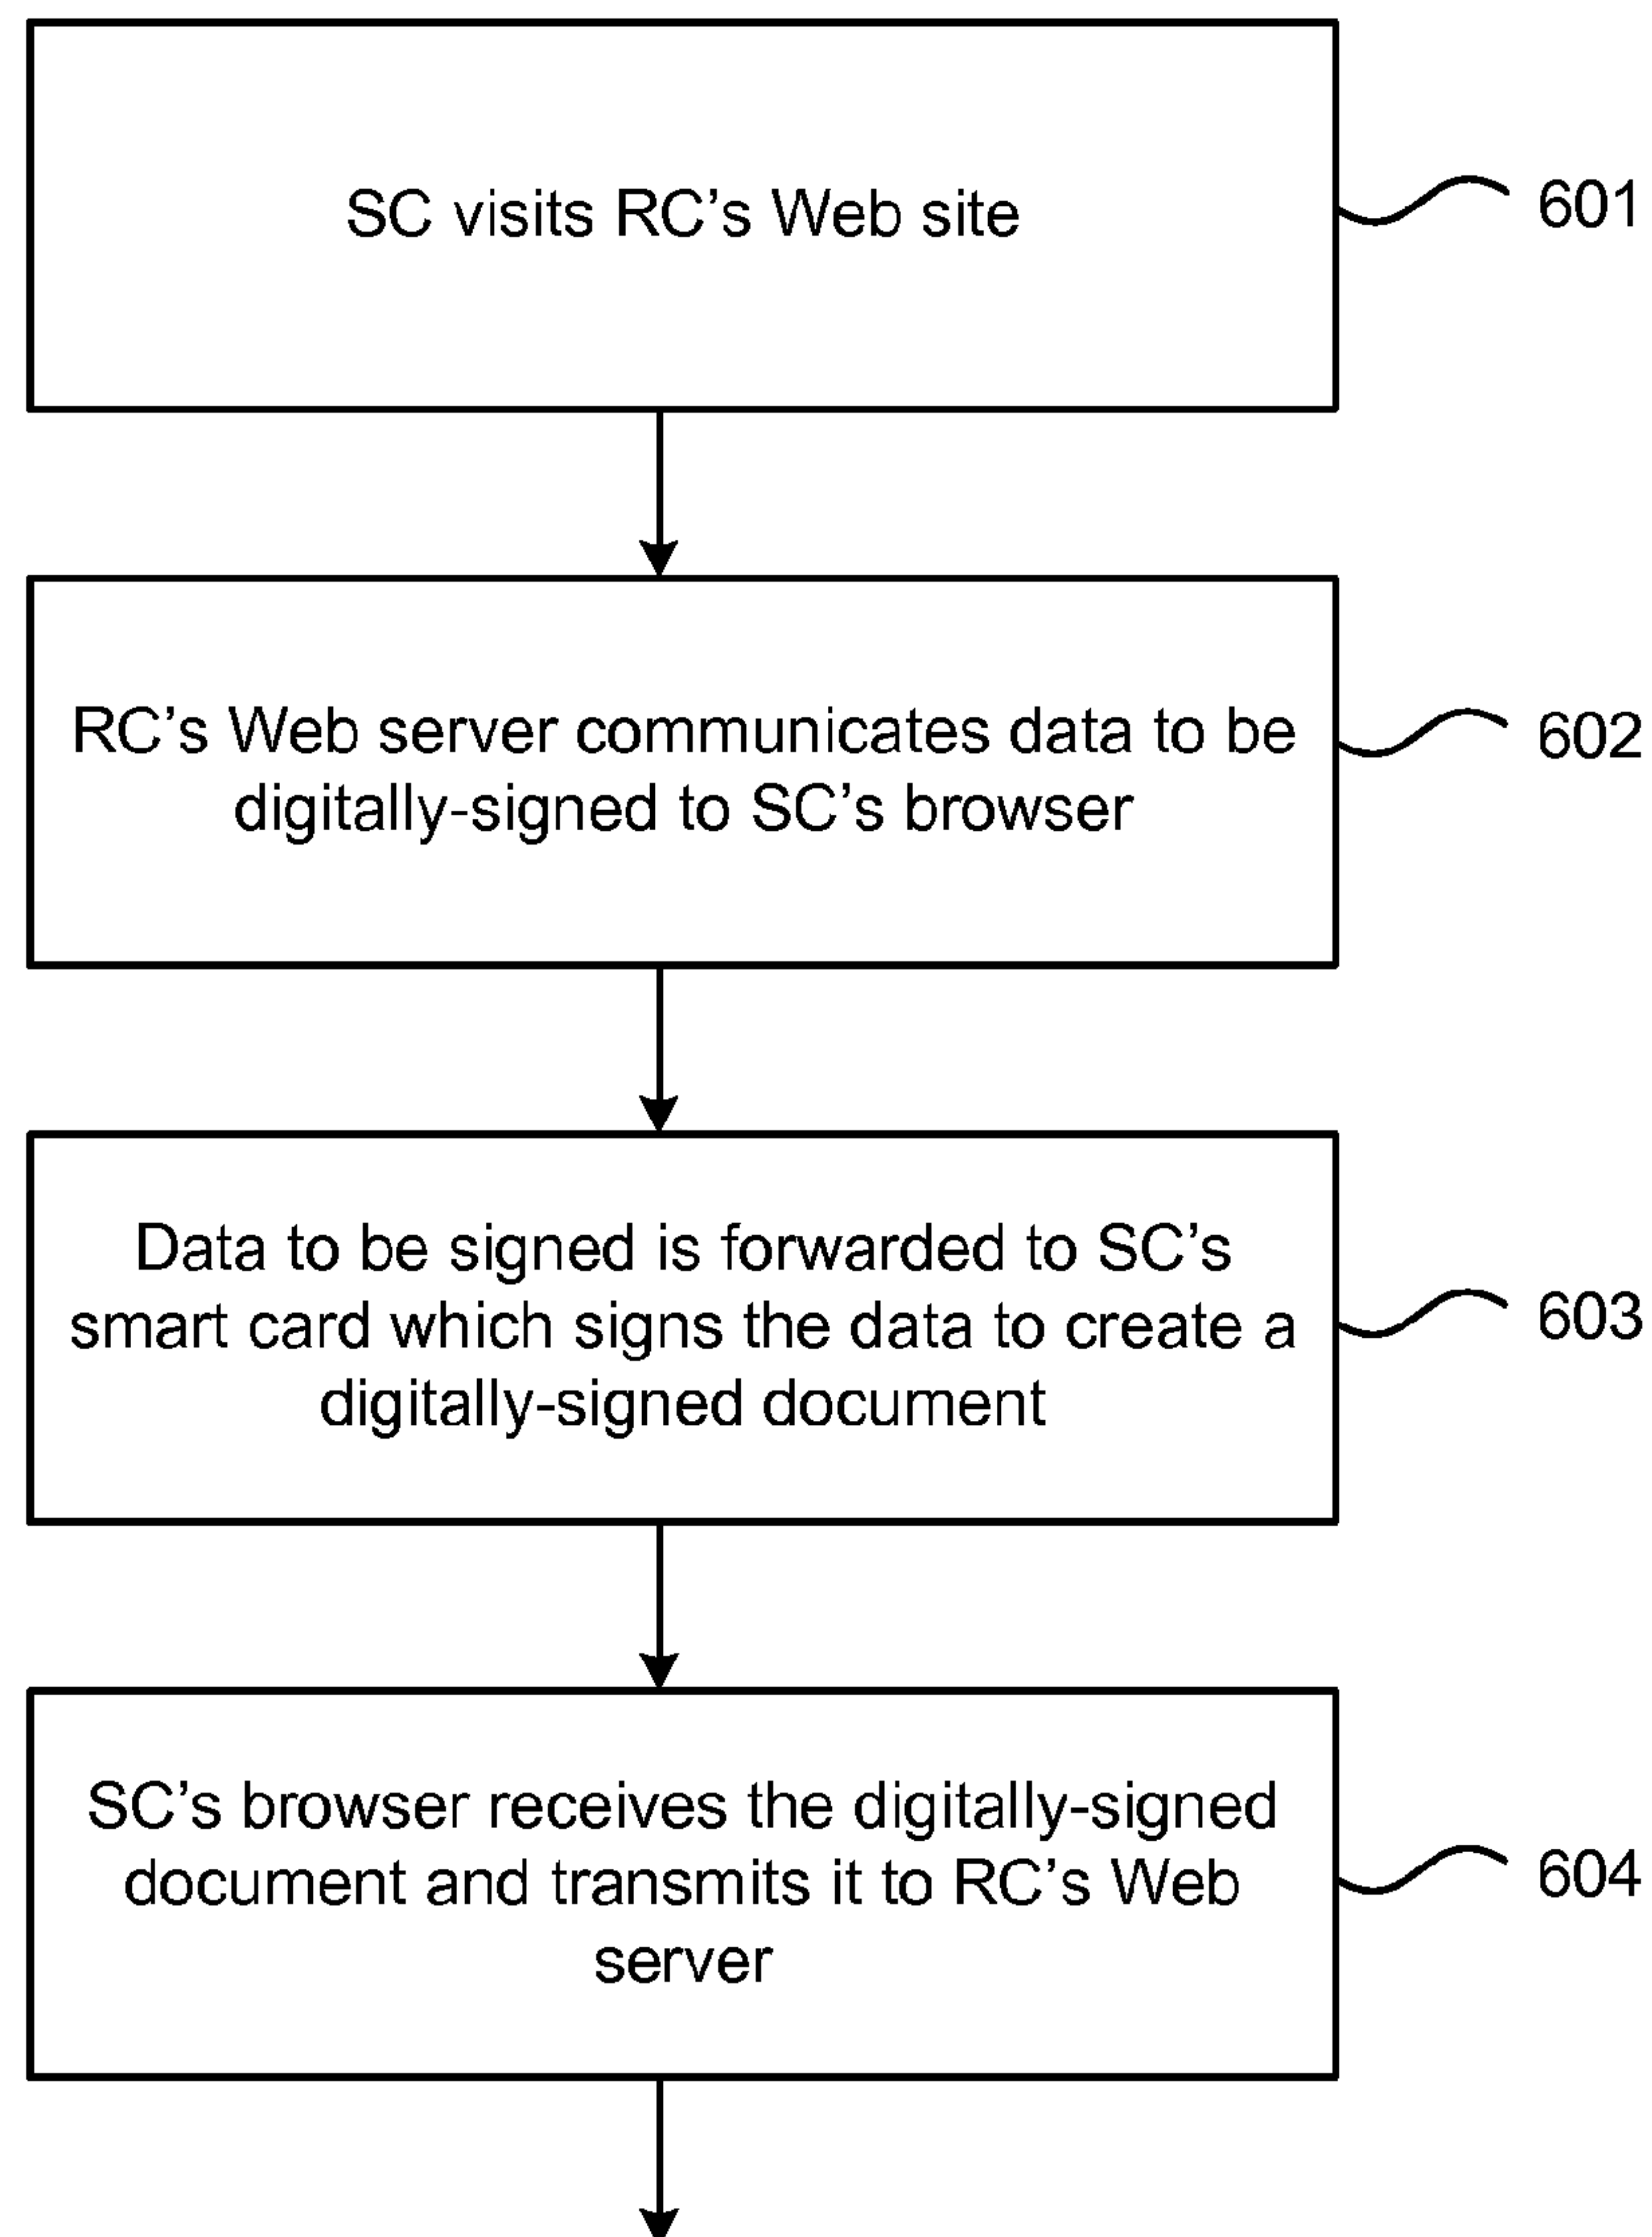 SC visits RC's Web site
601
RC's Web server communicates data to be
digitally-signed to SC's browser
602
Data to be signed is forwarded to SC's
smart card which signs the data to create a
digitally-signed document
603
SC's browser receives the digitally-signed
document and transmits it to RC's Web
server
604